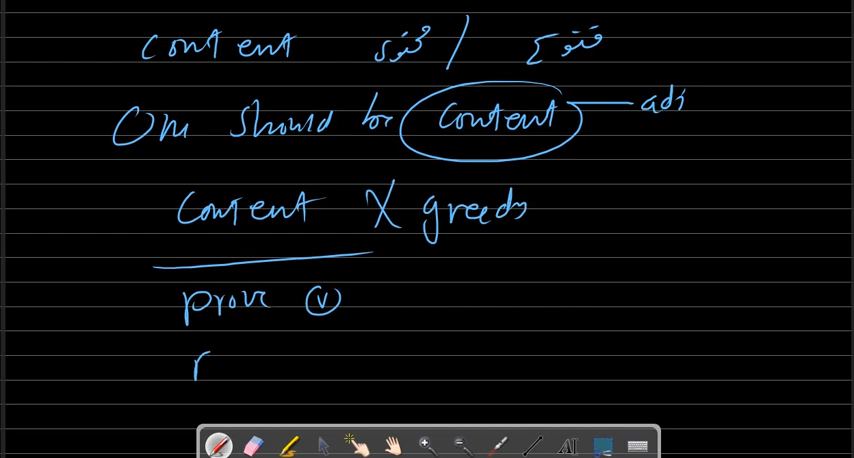 content محتوى / قنوع
One should be content — adj
content X greedy
prove (v)
r